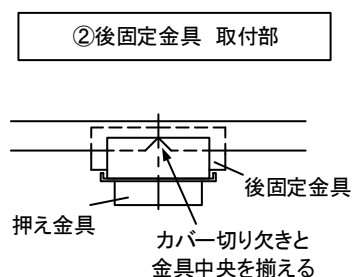 ②後固定金具 取付部
後固定金具
押え金具
カバー切り欠きと
金具中央を揃える